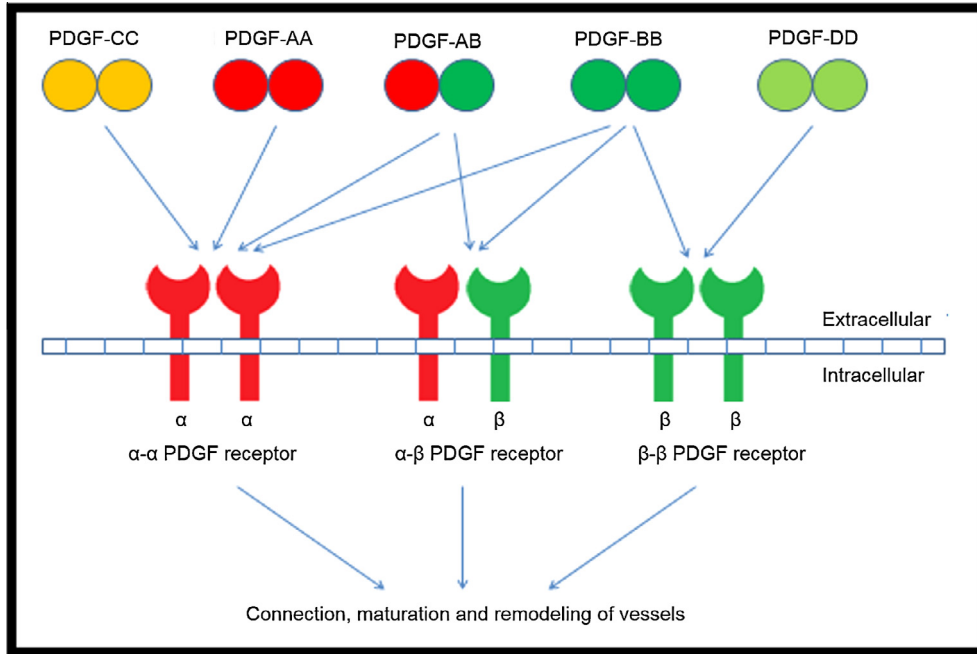 PDGF-CC
PDGF-AA
PDGF-AB
PDGF-BB
PDGF-DD
Extracellular
Intracellular
α
α
α
β
β
β
α-α PDGF receptor
α-β PDGF receptor
β-β PDGF receptor
Connection, maturation and remodeling of vessels